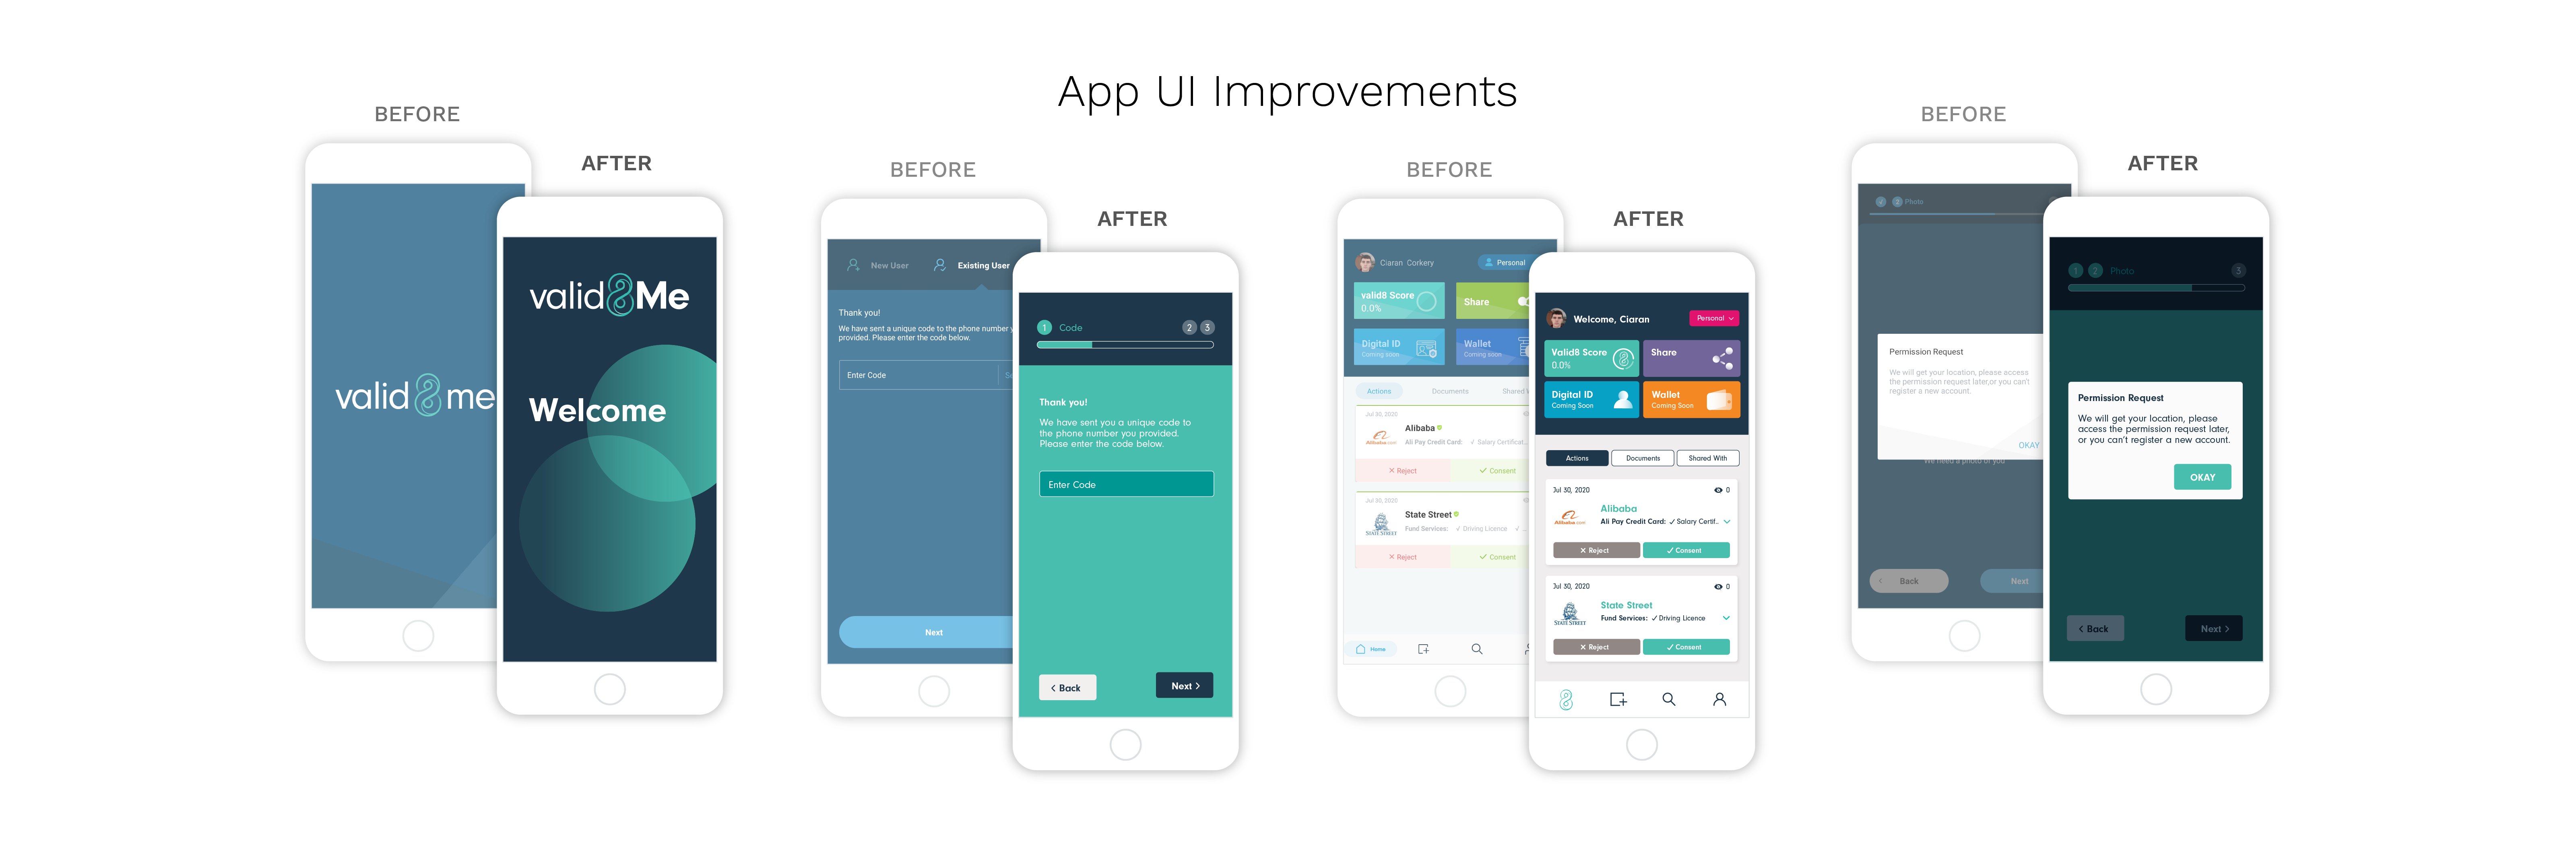 App UI Improvements
BEFORE
valid8me
AFTER
valid8Me
Welcome
BEFORE
New User
Existing User
Thank you!
We have sent a unique code to the phone number
provided. Please enter the code below.
Enter Code
Next
AFTER
1 Code 2 3
Thank you!
We have sent you a unique code to
the phone number you provided.
Please enter the code below.
Enter Code
< Back
Next >
BEFORE
Ciaran Corkery
Personal
valid8 Score
0.0%
Share
Digital ID
Coming soon
Wallet
Coming soon
Actions
Documents
Shared
Jul 30, 2020
Alibaba
Alibaba.com
Ali Pay Credit Card: ✓ Salary Certificat...
✕ Reject
✓ Consent
Jul 30, 2020
State Street
STATE STREET
Fund Services: ✓ Driving Licence ✓ ...
✕ Reject
✓ Consent
Home
AFTER
Welcome, Ciaran
Personal
Valid8 Score
0.0%
Share
Digital ID
Coming Soon
Wallet
Coming Soon
Actions
Documents
Shared With
Jul 30, 2020
0
Alibaba
Alibaba.com
Ali Pay Credit Card: ✓ Salary Certif..
✕ Reject
✓ Consent
Jul 30, 2020
0
State Street
STATE STREET
Fund Services: ✓ Driving Licence
✕ Reject
✓ Consent
BEFORE
2 Photo
Permission Request
We will get your location, please access
the permission request later,or you can't
register a new account.
OKAY
We need a photo of you
< Back
Next
AFTER
1 2 Photo 3
Permission Request
We will get your location, please
access the permission request later,
or you can't register a new account.
OKAY
< Back
Next >